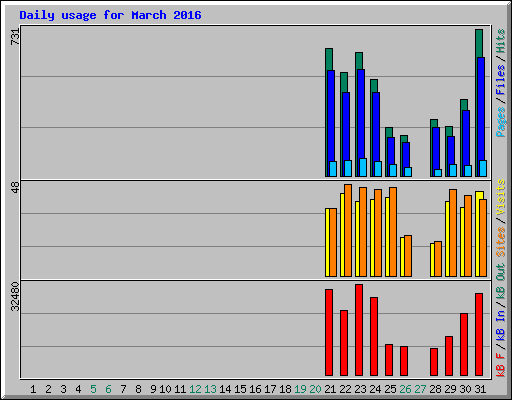 Daily usage for March 2016
731
48
32480
Pages / Files / Hits
Sites / Visits
kB F / kB In / kB Out
1 2 3 4 5 6 7 8 9 10 11 12 13 14 15 16 17 18 19 20 21 22 23 24 25 26 27 28 29 30 31